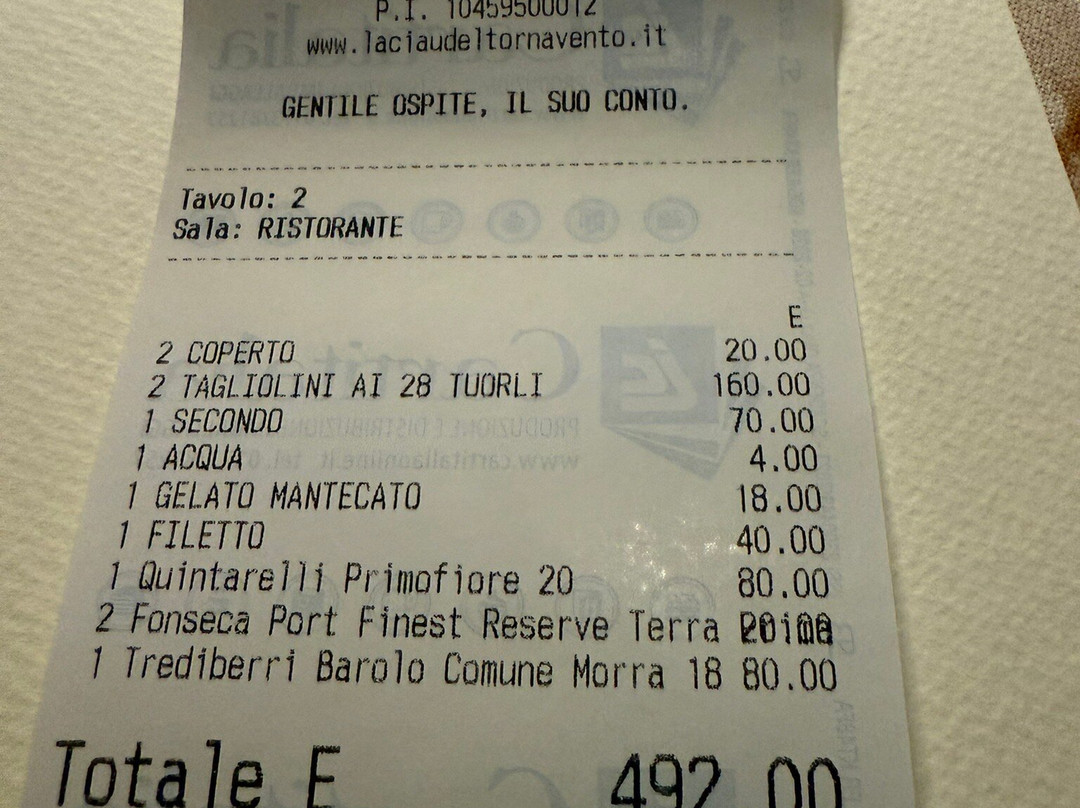 P.I. 10459500012
www.laciaudeltornavento.it
GENTILE OSPITE, IL SUO CONTO.
Tavolo: 2
Sala: RISTORANTE
E
2 COPERTO 20.00
2 TAGLIOLINI AI 28 TUORLI 160.00
1 SECONDO 70.00
1 ACQUA 4.00
1 GELATO MANTECATO 18.00
1 FILETTO 40.00
1 Quintarelli Primofiore 20 80.00
2 Fonseca Port Finest Reserve Terra
1 Trediberri Barolo Comune Morra 18 80.00
Totale E 492.00